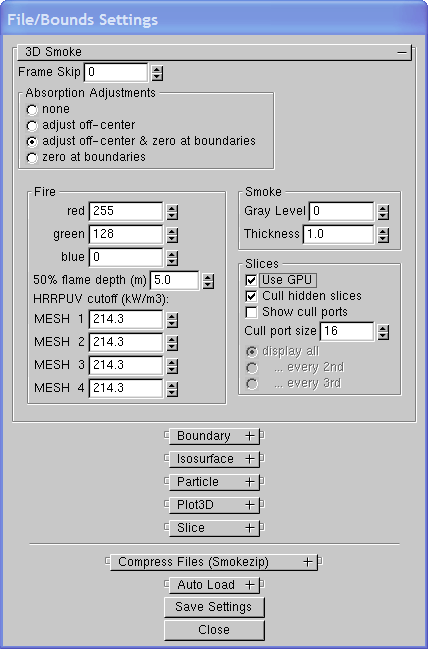 File/Bounds Settings
3D Smoke
Frame Skip 0
Absorption Adjustments
none
adjust off-center
adjust off-center & zero at boundaries
zero at boundaries
Fire
red 255
green 128
blue 0
50% flame depth (m) 5.0
HRRPUV cutoff (kW/m3):
MESH 1 214.3
MESH 2 214.3
MESH 3 214.3
MESH 4 214.3
Smoke
Gray Level 0
Thickness 1.0
Slices
Use GPU
Cull hidden slices
Show cull ports
Cull port size 16
display all
... every 2nd
... every 3rd
Boundary +
Isosurface +
Particle +
Plot3D +
Slice +
Compress Files (Smokezip) +
Auto Load +
Save Settings
Close